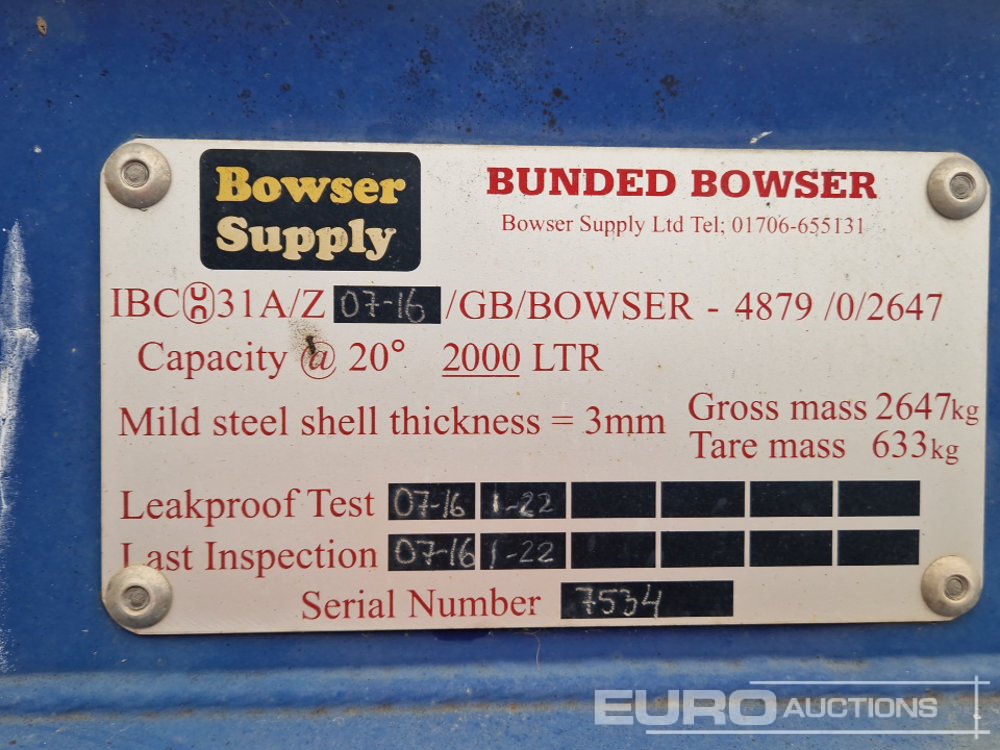 Bowser
Supply
BUNDED BOWSER
Bowser Supply Ltd Tel; 01706-655131
IBC UN 31A/Z 07-16 /GB/BOWSER - 4879 /0/2647
Capacity @ 20° 2000 LTR
Mild steel shell thickness = 3mm
Gross mass 2647kg
Tare mass 633kg
Leakproof Test 07-16 1-22
Last Inspection 07-16 1-22
Serial Number 7534
EURO AUCTIONS